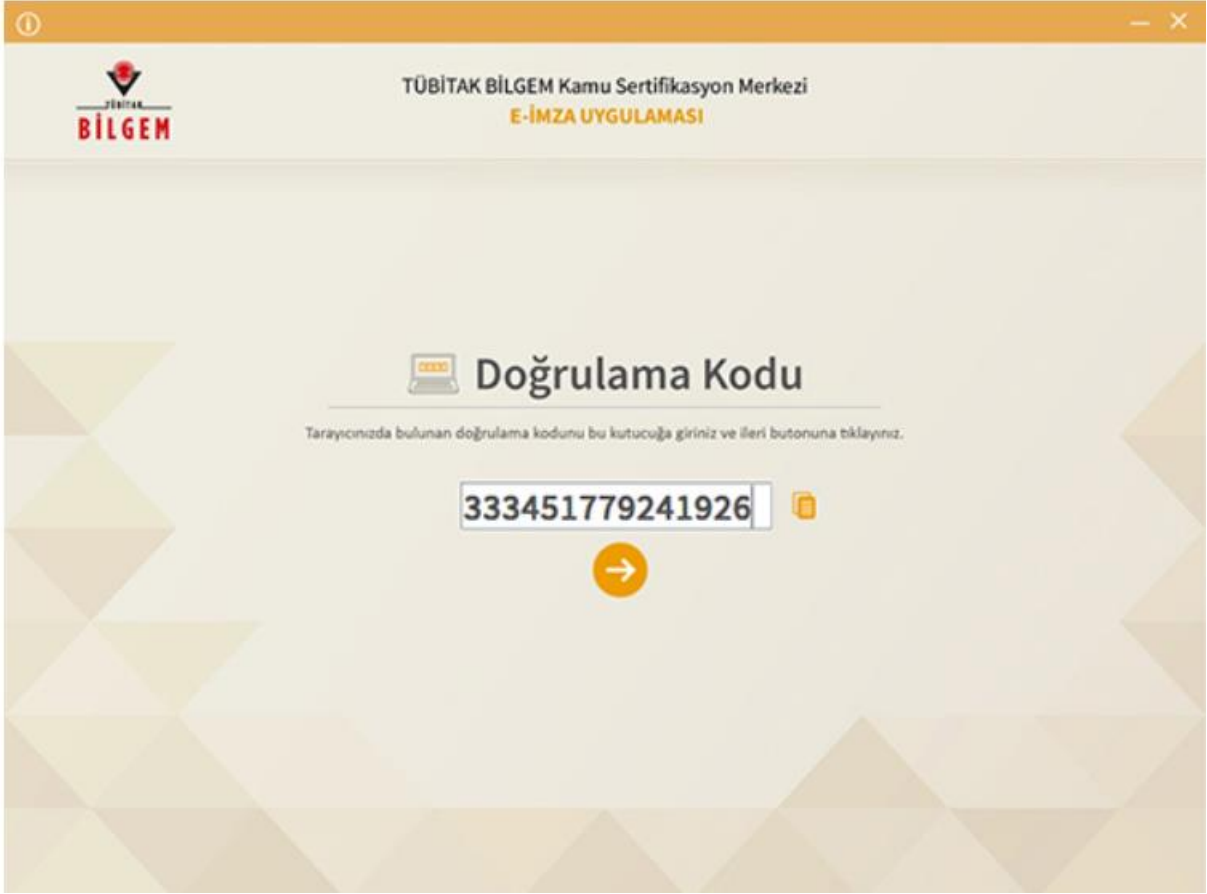 TÜBİTAK
BİLGEM
TÜBİTAK BİLGEM Kamu Sertifikasyon Merkezi
E-İMZA UYGULAMASI
Doğrulama Kodu
Tarayıcınızda bulunan doğrulama kodunu bu kutucuğa giriniz ve ileri butonuna tıklayınız.
333451779241926